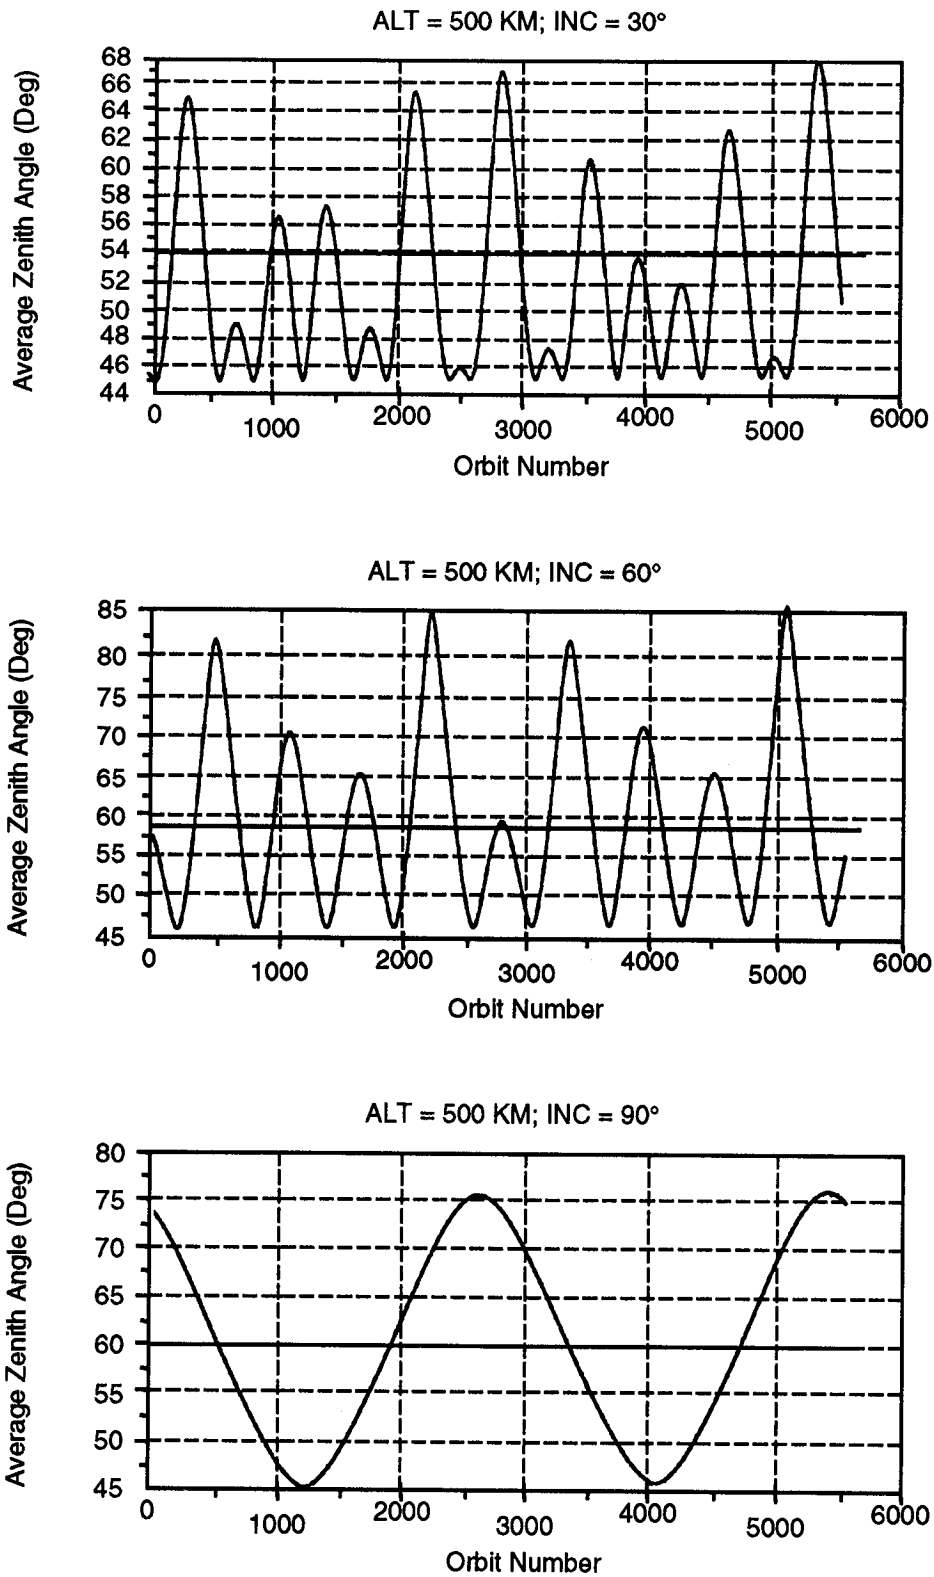 ALT = 500 KM; INC = 30°
Average Zenith Angle (Deg)
68
66
64
62
60
58
56
54
52
50
48
46
44
0 1000 2000 3000 4000 5000 6000
Orbit Number
ALT = 500 KM; INC = 60°
Average Zenith Angle (Deg)
85
80
75
70
65
60
55
50
45
0 1000 2000 3000 4000 5000 6000
Orbit Number
ALT = 500 KM; INC = 90°
Average Zenith Angle (Deg)
80
75
70
65
60
55
50
45
0 1000 2000 3000 4000 5000 6000
Orbit Number